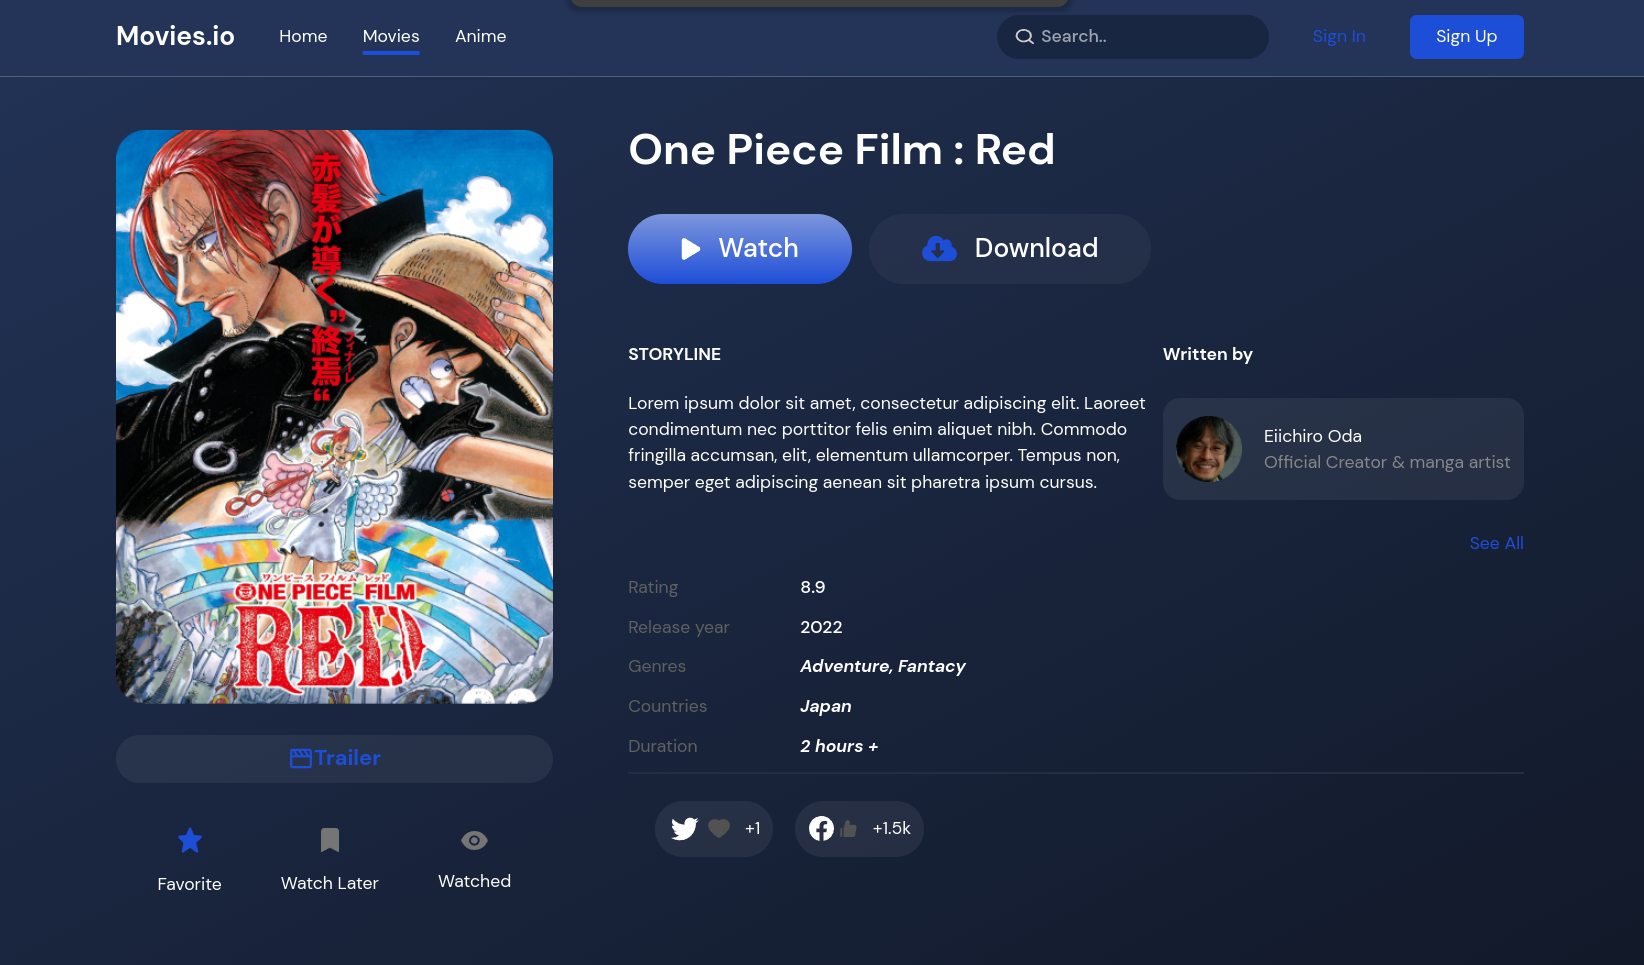 Movies.io
Home
Movies
Anime
Search..
Sign In
Sign Up
赤髪が導く”終焉“
フィナーレ
ワンピース フィルム レッド
ONE PIECE FILM
RED
One Piece Film : Red
Watch
Download
STORYLINE
Lorem ipsum dolor sit amet, consectetur adipiscing elit. Laoreet
condimentum nec porttitor felis enim aliquet nibh. Commodo
fringilla accumsan, elit, elementum ullamcorper. Tempus non,
semper eget adipiscing aenean sit pharetra ipsum cursus.
Written by
Eiichiro Oda
Official Creator & manga artist
See All
Rating
8.9
Release year
2022
Genres
Adventure, Fantacy
Countries
Japan
Duration
2 hours +
Trailer
Favorite
Watch Later
Watched
+1
+1.5k